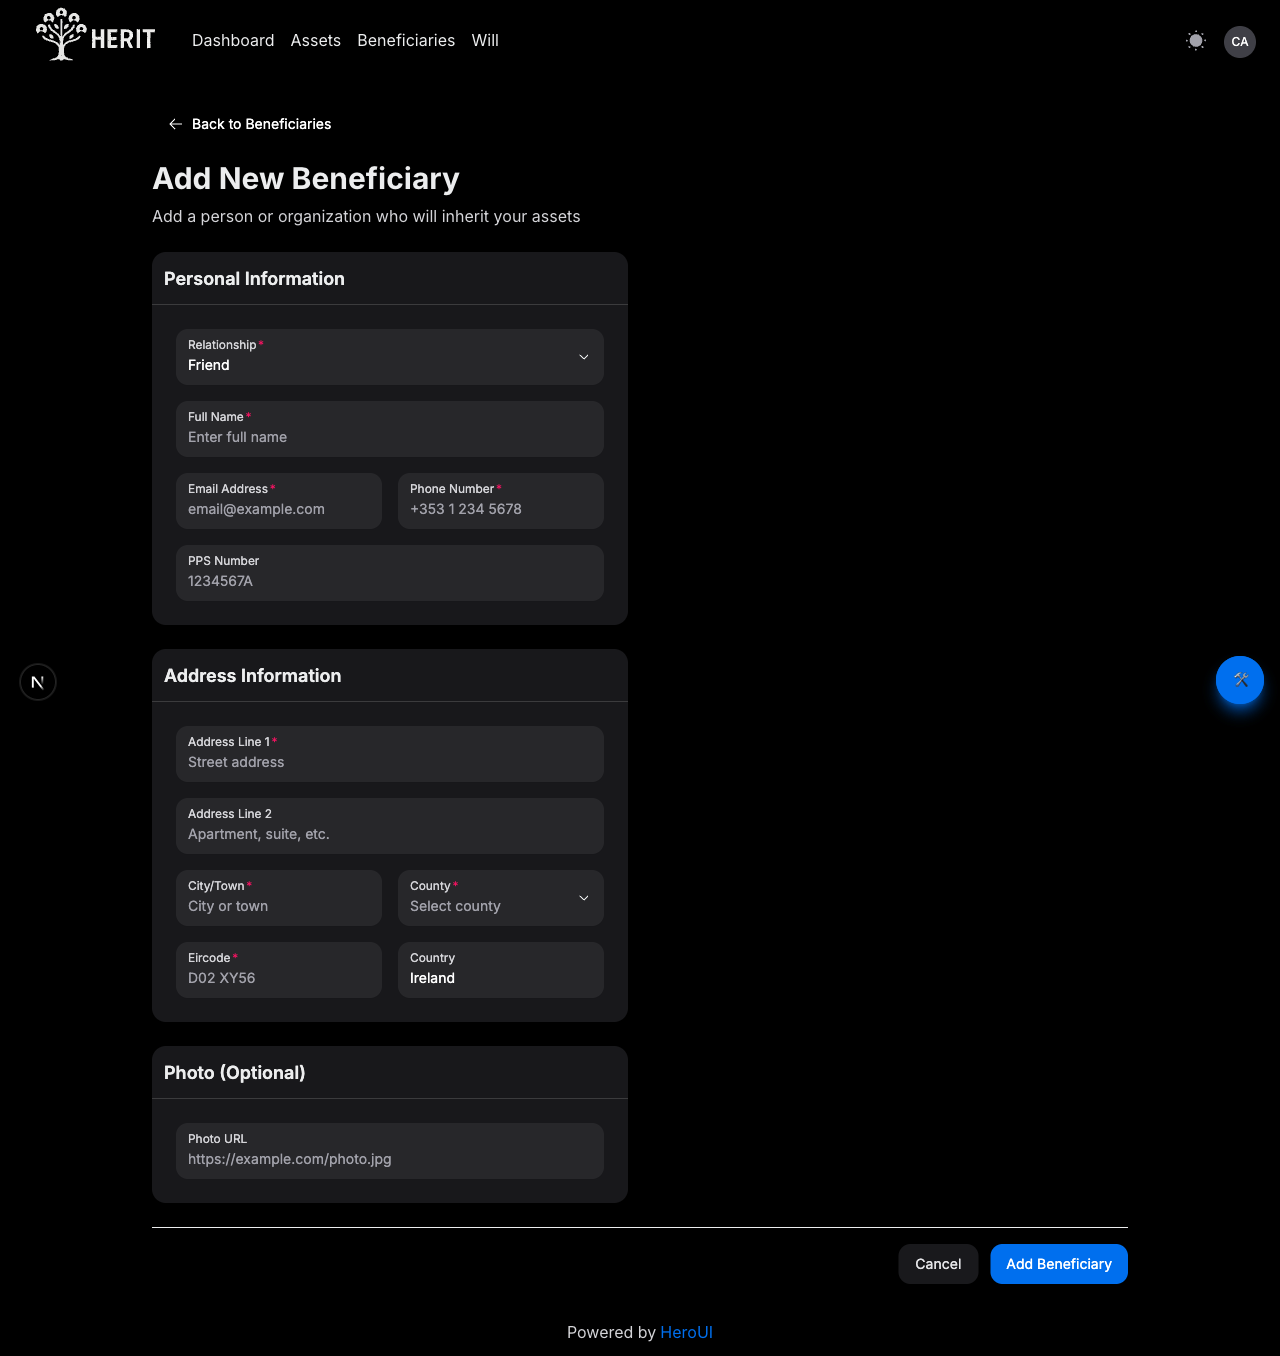 HERIT
Dashboard Assets Beneficiaries Will
CA
Back to Beneficiaries
Add New Beneficiary
Add a person or organization who will inherit your assets
Personal Information
Relationship*
Friend
Full Name*
Enter full name
Email Address*
email@example.com
Phone Number*
+353 1 234 5678
PPS Number
1234567A
N
Address Information
Address Line 1*
Street address
Address Line 2
Apartment, suite, etc.
City/Town*
City or town
County*
Select county
Eircode*
D02 XY56
Country
Ireland
Photo (Optional)
Photo URL
https://example.com/photo.jpg
Cancel
Add Beneficiary
Powered by HeroUI